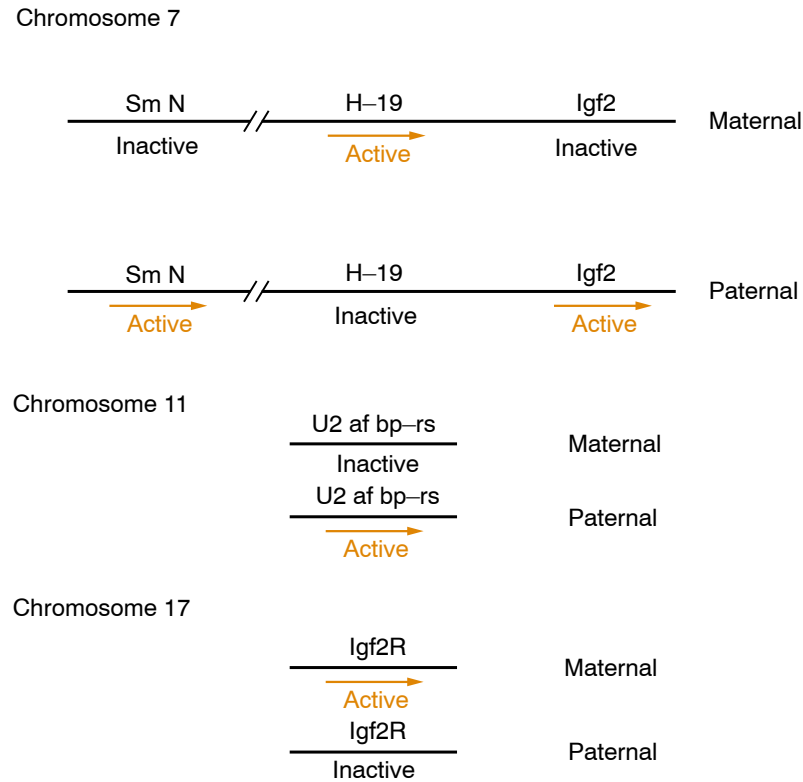 Chromosome 7
Sm N H–19 Igf2
Inactive Active Inactive Maternal
Sm N H–19 Igf2
Active Inactive Active Paternal
Chromosome 11
U2 af bp–rs
Inactive Maternal
U2 af bp–rs
Active Paternal
Chromosome 17
Igf2R
Active Maternal
Igf2R
Inactive Paternal